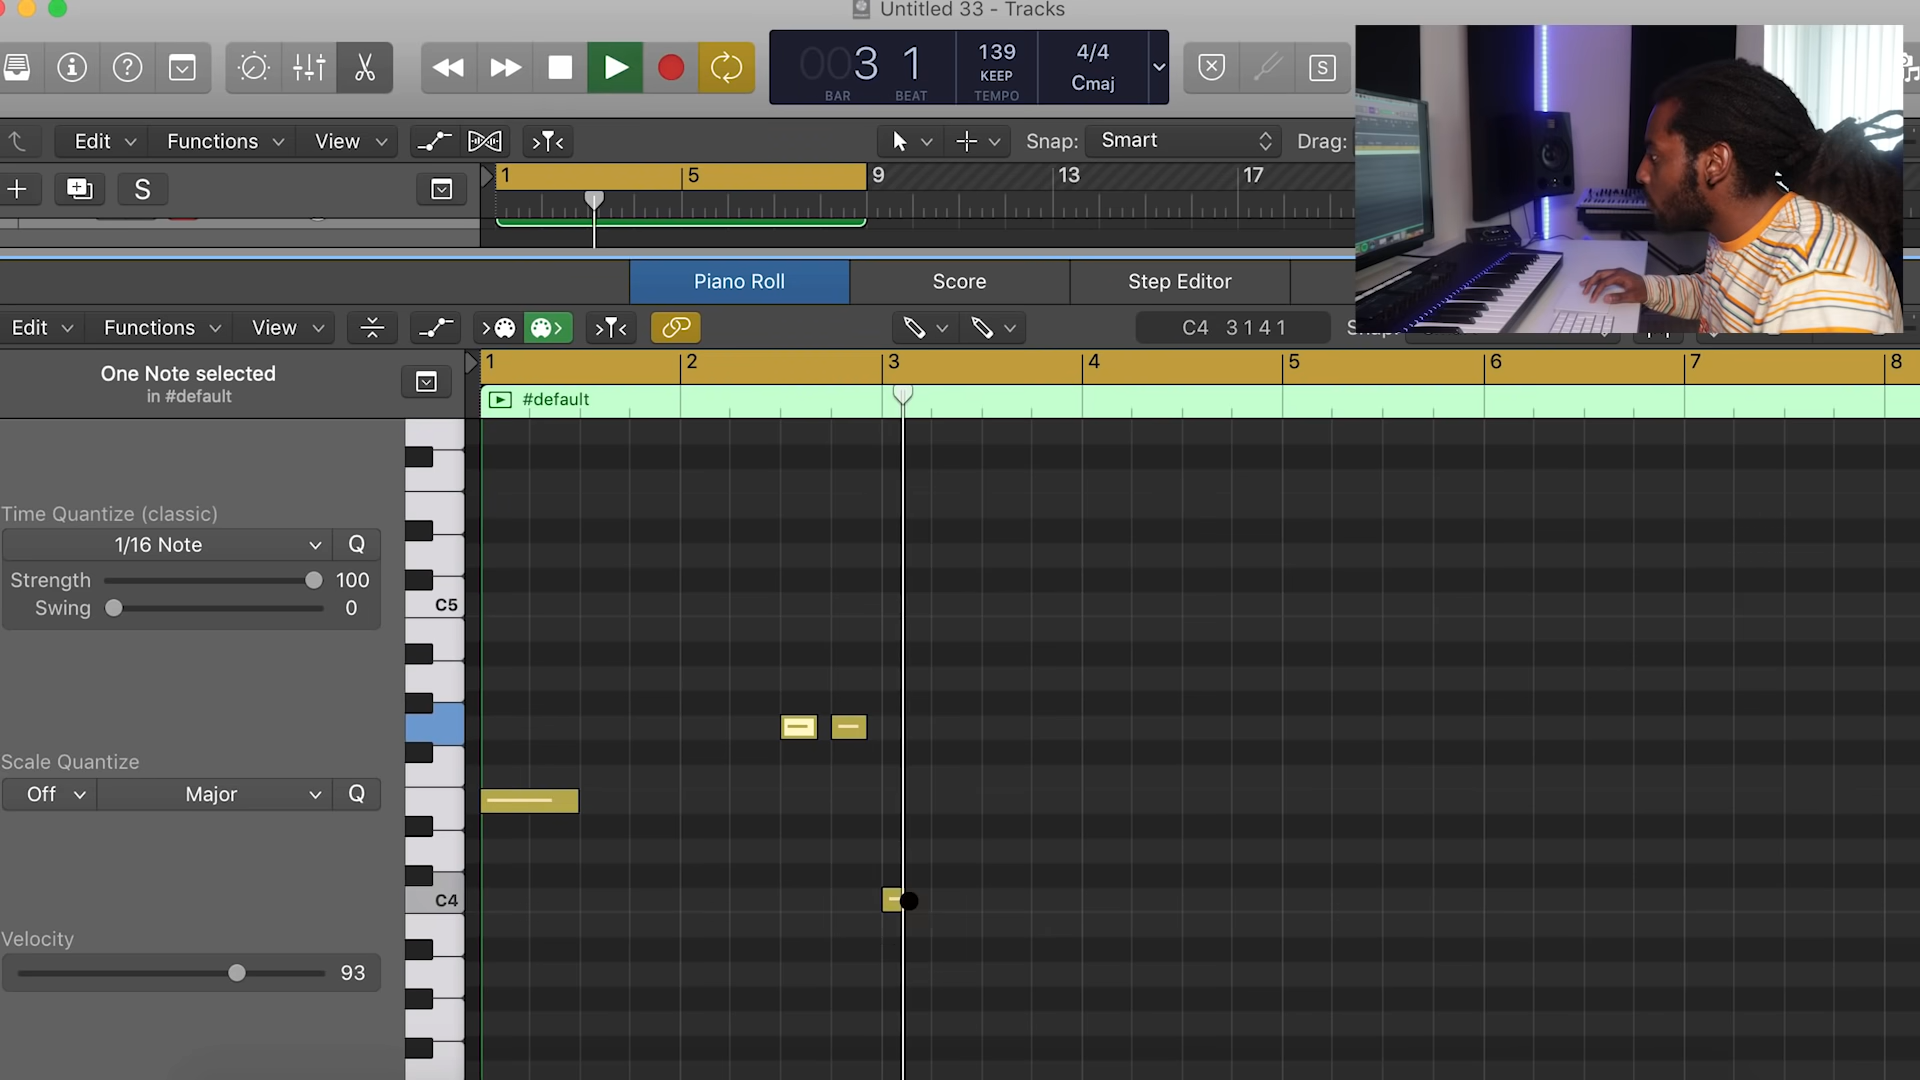 Untitled 33 - Tracks
003 1
BAR BEAT
139
KEEP
TEMPO
4/4
Cmaj
S
Edit Functions View
Snap: Smart Drag:
S
1 5 9 13 17
Piano Roll Score Step Editor
Edit Functions View
C4 3 1 4 1
1 2 3 4 5 6 7 8
One Note selected
in #default
#default
Time Quantize (classic)
1/16 Note Q
Strength 100
Swing 0
C5
Scale Quantize
Off Major Q
C4
Velocity
93